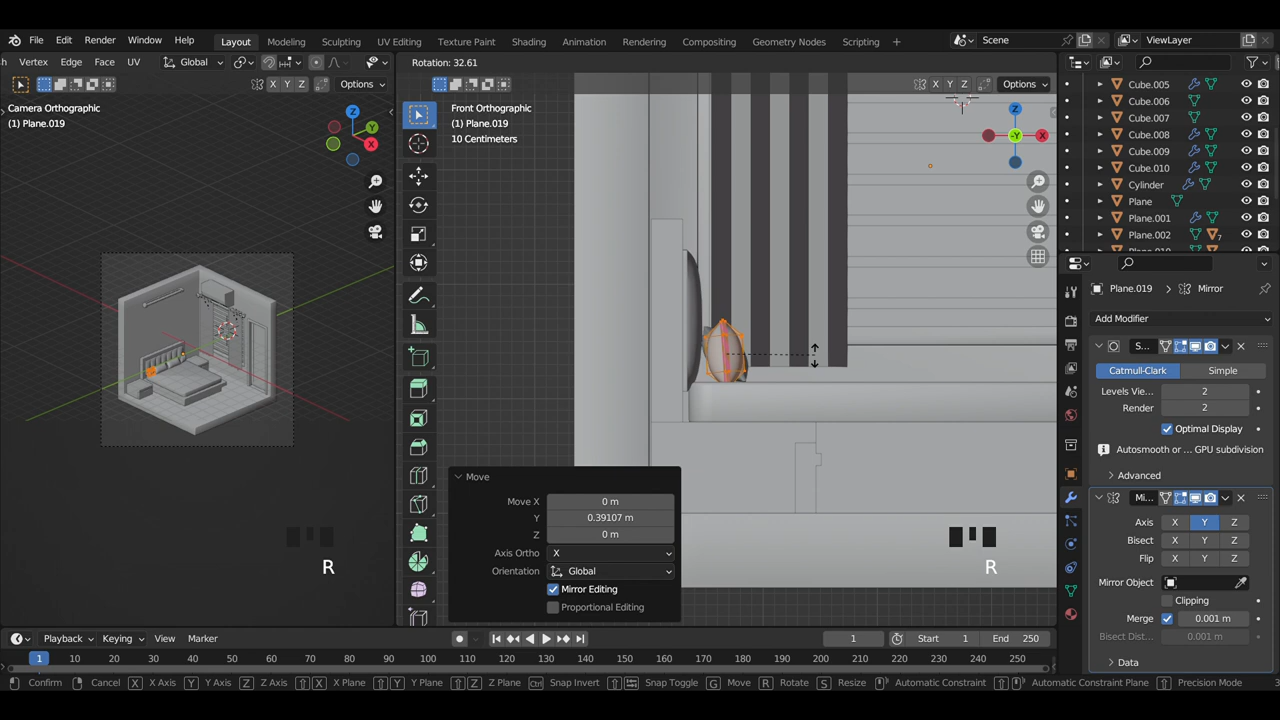 File Edit Render Window Help Layout Modeling Sculpting UV Editing Texture Paint Shading Animation Rendering Compositing Geometry Nodes Scripting + Scene ViewLayer
Vertex Edge Face UV Global
Rotation: 32.61
X Y Z Options
X Y Z Options
Camera Orthographic
(1) Plane.019
Front Orthographic
(1) Plane.019
10 Centimeters
Z
Y
X
Z
-Y
X
Cube.005
Cube.006
Cube.007
Cube.008
Cube.009
Cube.010
Cylinder
Plane
Plane.001
Plane.002
7
Plane.019 > Mirror
Add Modifier
S...
Catmull-Clark Simple
Levels Vie... 2
Render 2
Optimal Display
Autosmooth or ... GPU subdivision
Advanced
Mi...
Axis X Y Z
Bisect X Y Z
Flip X Y Z
Mirror Object
Clipping
Merge 0.001 m
Bisect Dist... 0.001 m
Data
Move
Move X 0 m
Y 0.39107 m
Z 0 m
Axis Ortho X
Orientation Global
Mirror Editing
Proportional Editing
R
R
Playback Keying View Marker 1 Start 1 End 250
1 10 20 30 40 50 60 70 80 90 100 110 120 130 140 150 160 170 180 190 200 210 220 230 240 250
Confirm Cancel X X Axis Y Y Axis Z Z Axis X X Plane Y Y Plane Z Z Plane Ctrl Snap Invert Snap Toggle G Move R Rotate S Resize Automatic Constraint Automatic Constraint Plane Precision Mode